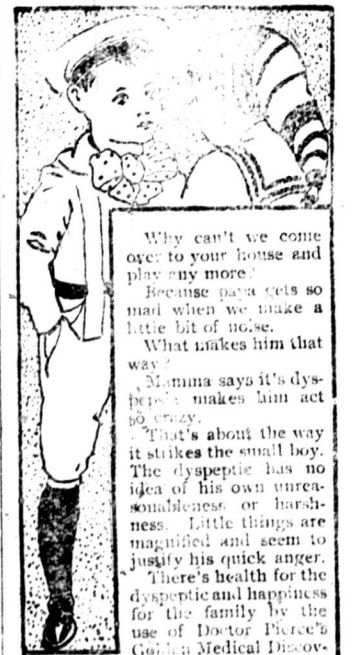 Why can't we come
over to your house and
play any more?
Because papa gets so
mad when we make a
little bit of noise.
What makes him that
way?
Mamma says it's dys-
pepsia makes him act
so crazy.
That's about the way
it strikes the small boy.
The dyspeptic has no
idea of his own unrea-
sonableness or harsh-
ness. Little things are
magnified and seem to
justify his quick anger.
There's health for the
dyspeptic and happiness
for the family by the
use of Doctor Pierce's
Golden Medical Discov-